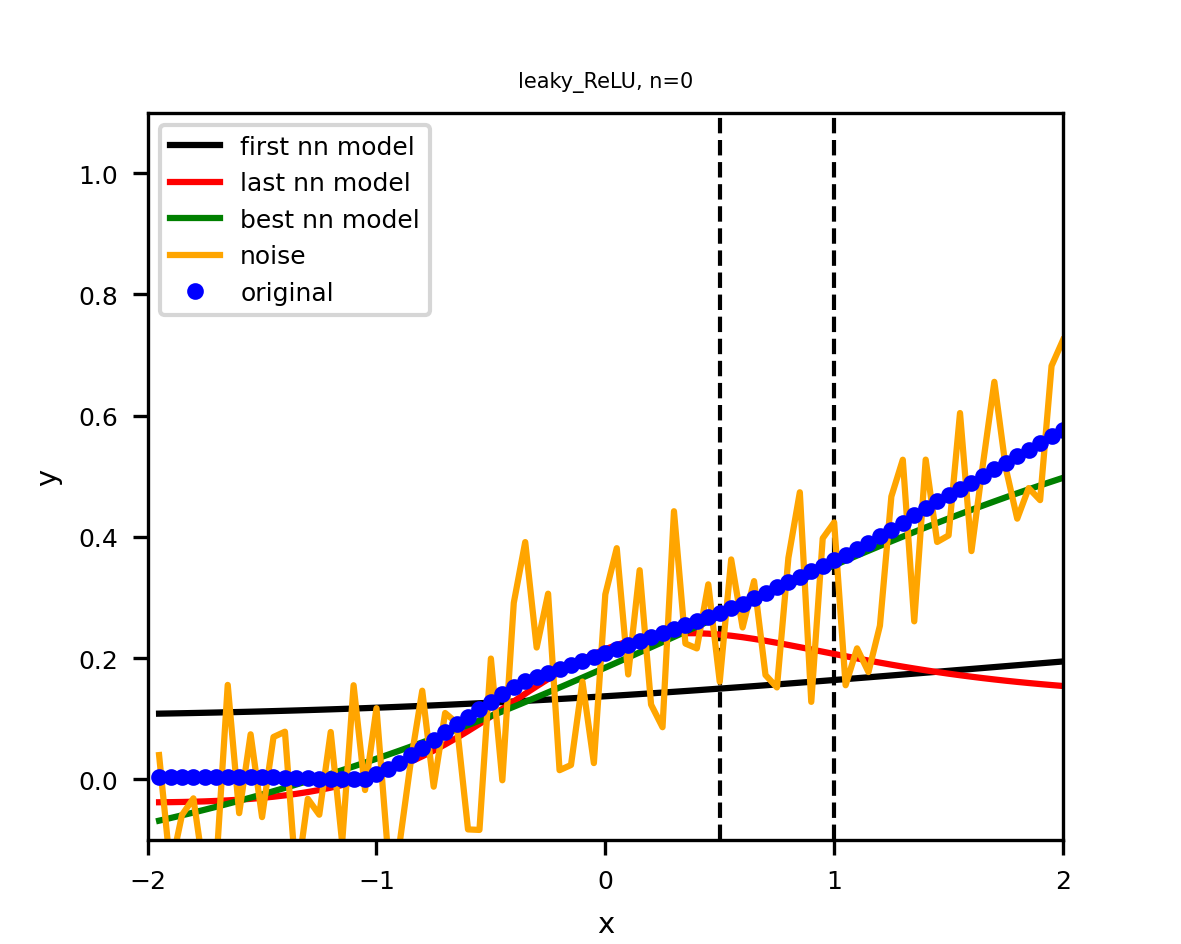 leaky_ReLU, n=0
first nn model
last nn model
best nn model
noise
original
1.0
0.8
0.6
0.4
0.2
0.0
y
−2
−1
0
1
2
x